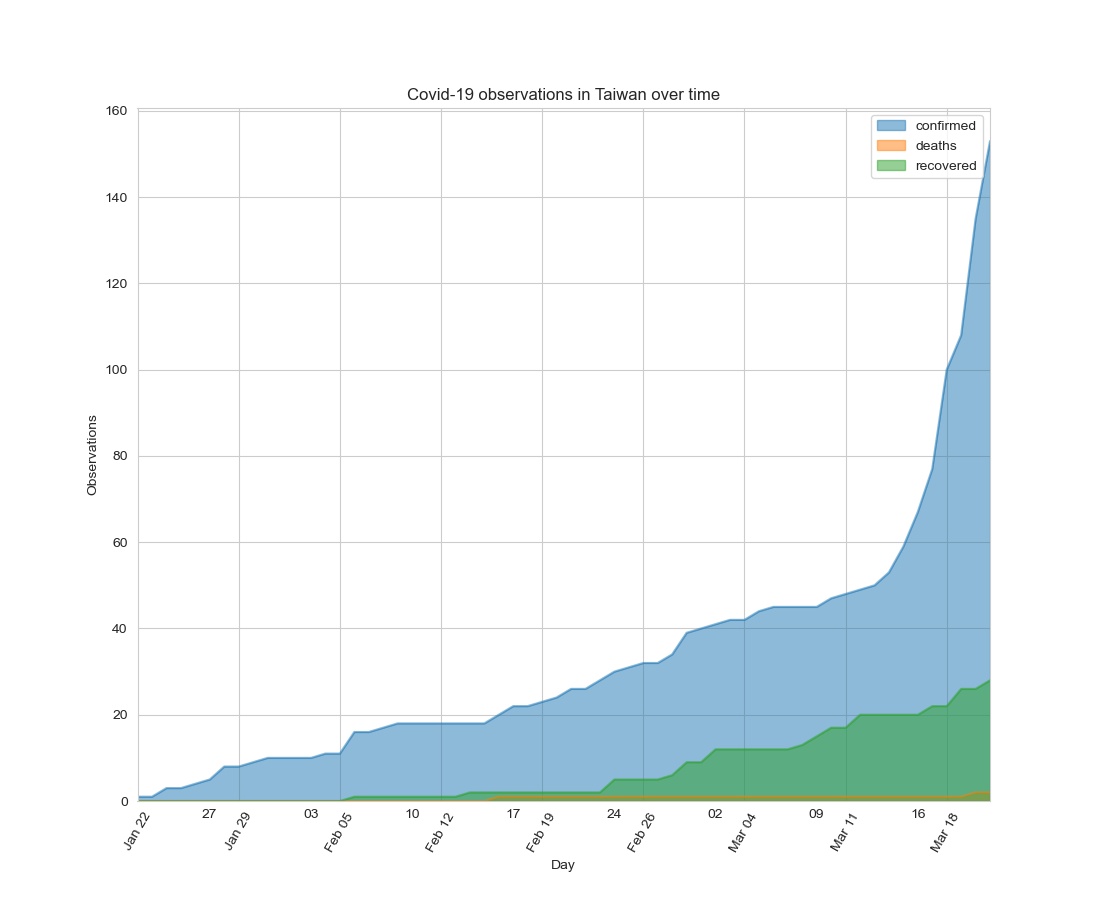 Covid-19 observations in Taiwan over time
160
140
120
100
80
60
40
20
0
Observations
confirmed
deaths
recovered
27
03
10
17
24
02
09
16
Jan 22
Jan 29
Feb 05
Feb 12
Feb 19
Feb 26
Mar 04
Mar 11
Mar 18
Day